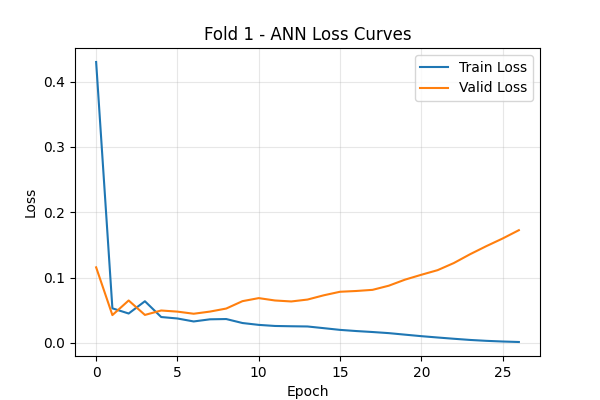 Fold 1 - ANN Loss Curves
Train Loss
Valid Loss
0.4
0.3
0.2
0.1
0.0
Loss
0 5 10 15 20 25
Epoch